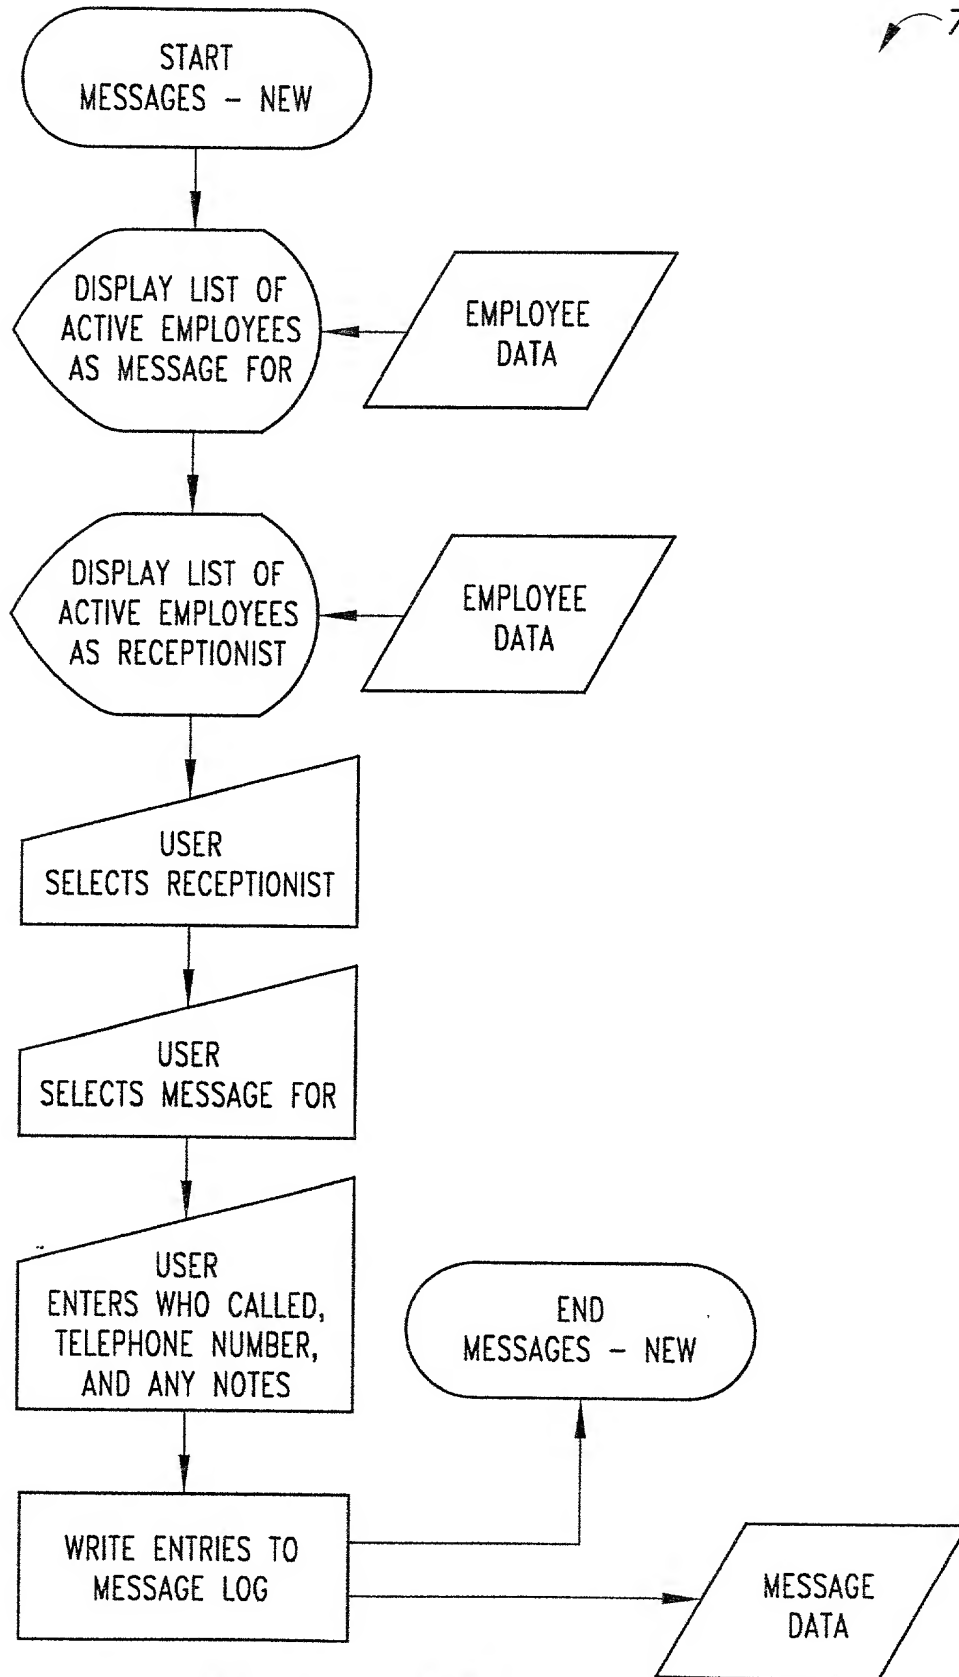 START
MESSAGES – NEW
DISPLAY LIST OF
ACTIVE EMPLOYEES
AS MESSAGE FOR
EMPLOYEE
DATA
DISPLAY LIST OF
ACTIVE EMPLOYEES
AS RECEPTIONIST
EMPLOYEE
DATA
USER
SELECTS RECEPTIONIST
USER
SELECTS MESSAGE FOR
USER
ENTERS WHO CALLED,
TELEPHONE NUMBER,
AND ANY NOTES
END
MESSAGES – NEW
WRITE ENTRIES TO
MESSAGE LOG
MESSAGE
DATA